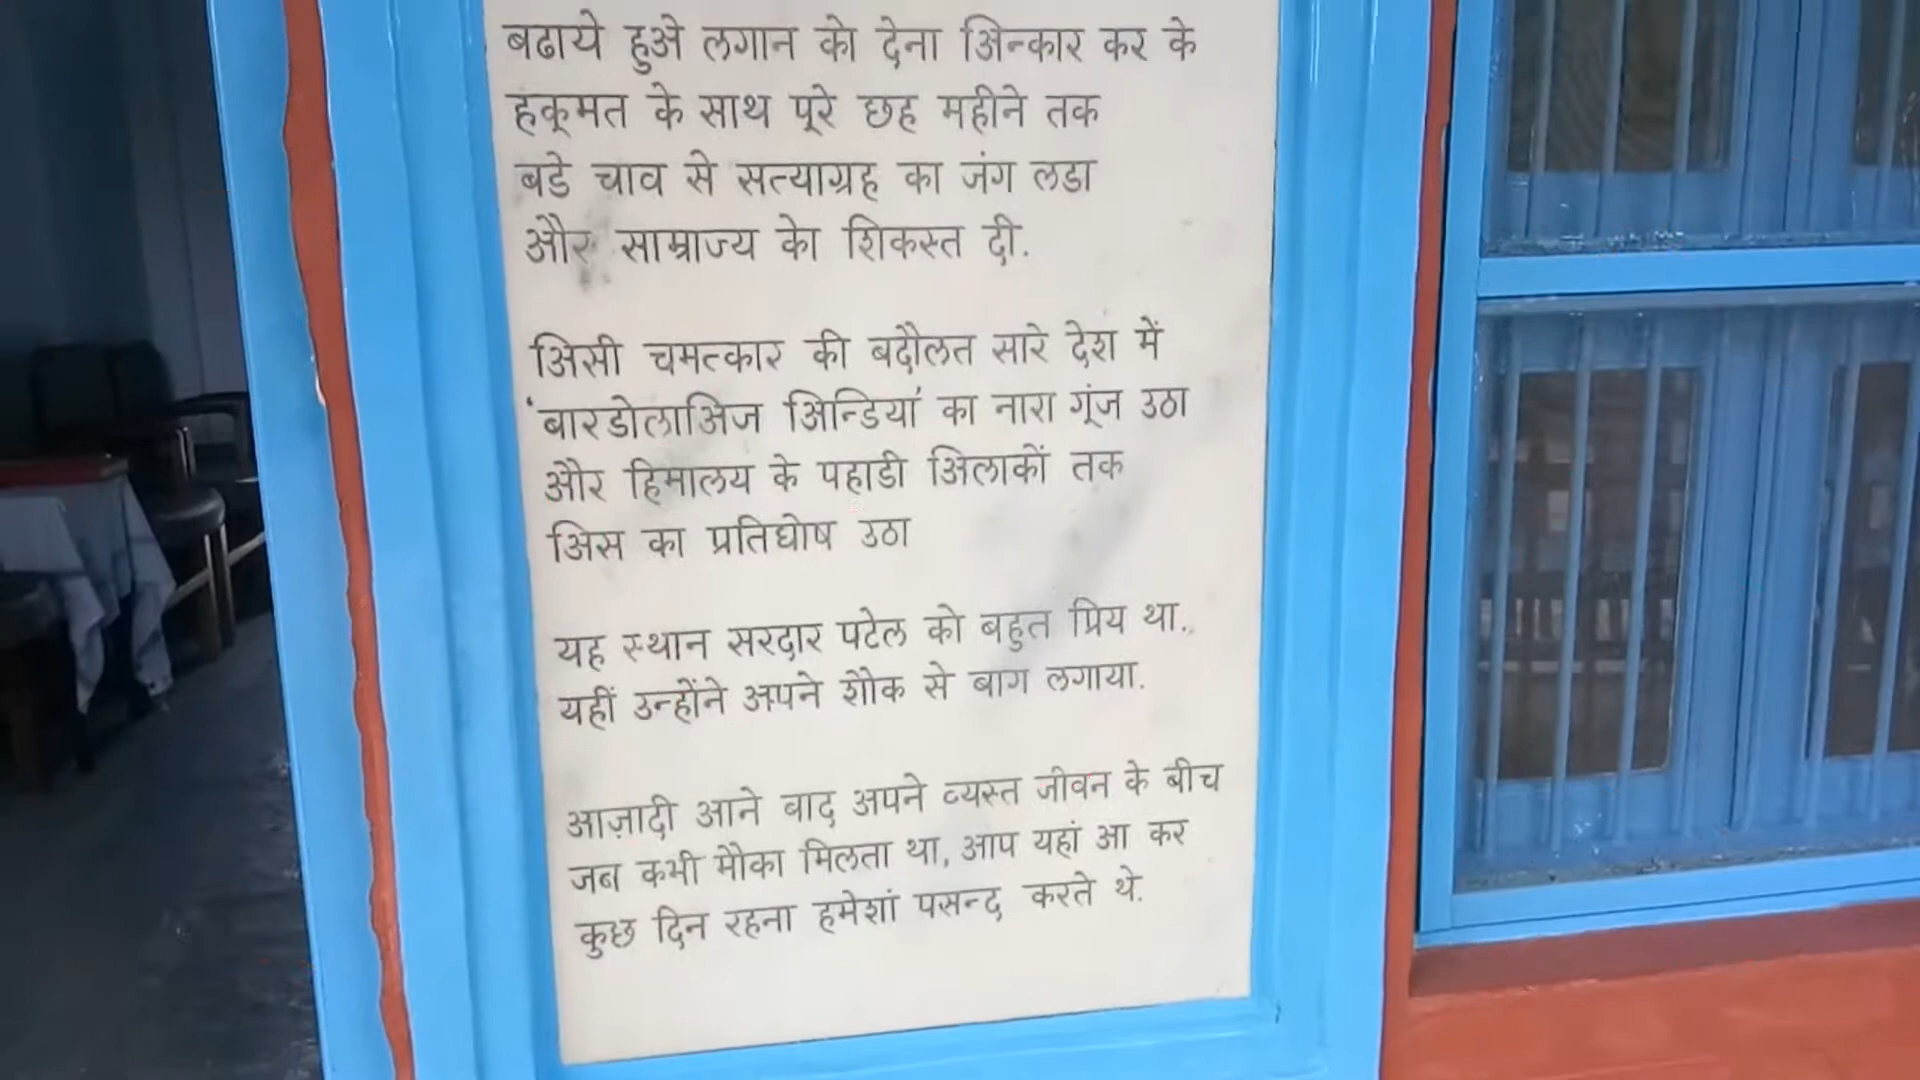 बढाये हुअे लगान को देना अिन्कार कर के
हकूमत के साथ पूरे छह महीने तक
बडे चाव से सत्याग्रह का जंग लडा
और साम्राज्य को शिकस्त दी.
अिसी चमत्कार की बदौलत सारे देश में
'बारडोलाअिज अिन्डिया' का नारा गूंज उठा
और हिमालय के पहाडी अिलाकों तक
अिस का प्रतिघोष उठा
यह स्थान सरदार पटेल को बहुत प्रिय था.
यहीं उन्होंने अपने शौक से बाग लगाया.
आज़ादी आने बाद अपने व्यस्त जीवन के बीच
जब कभी मौका मिलता था, आप यहां आ कर
कुछ दिन रहना हमेशां पसन्द करते थे.